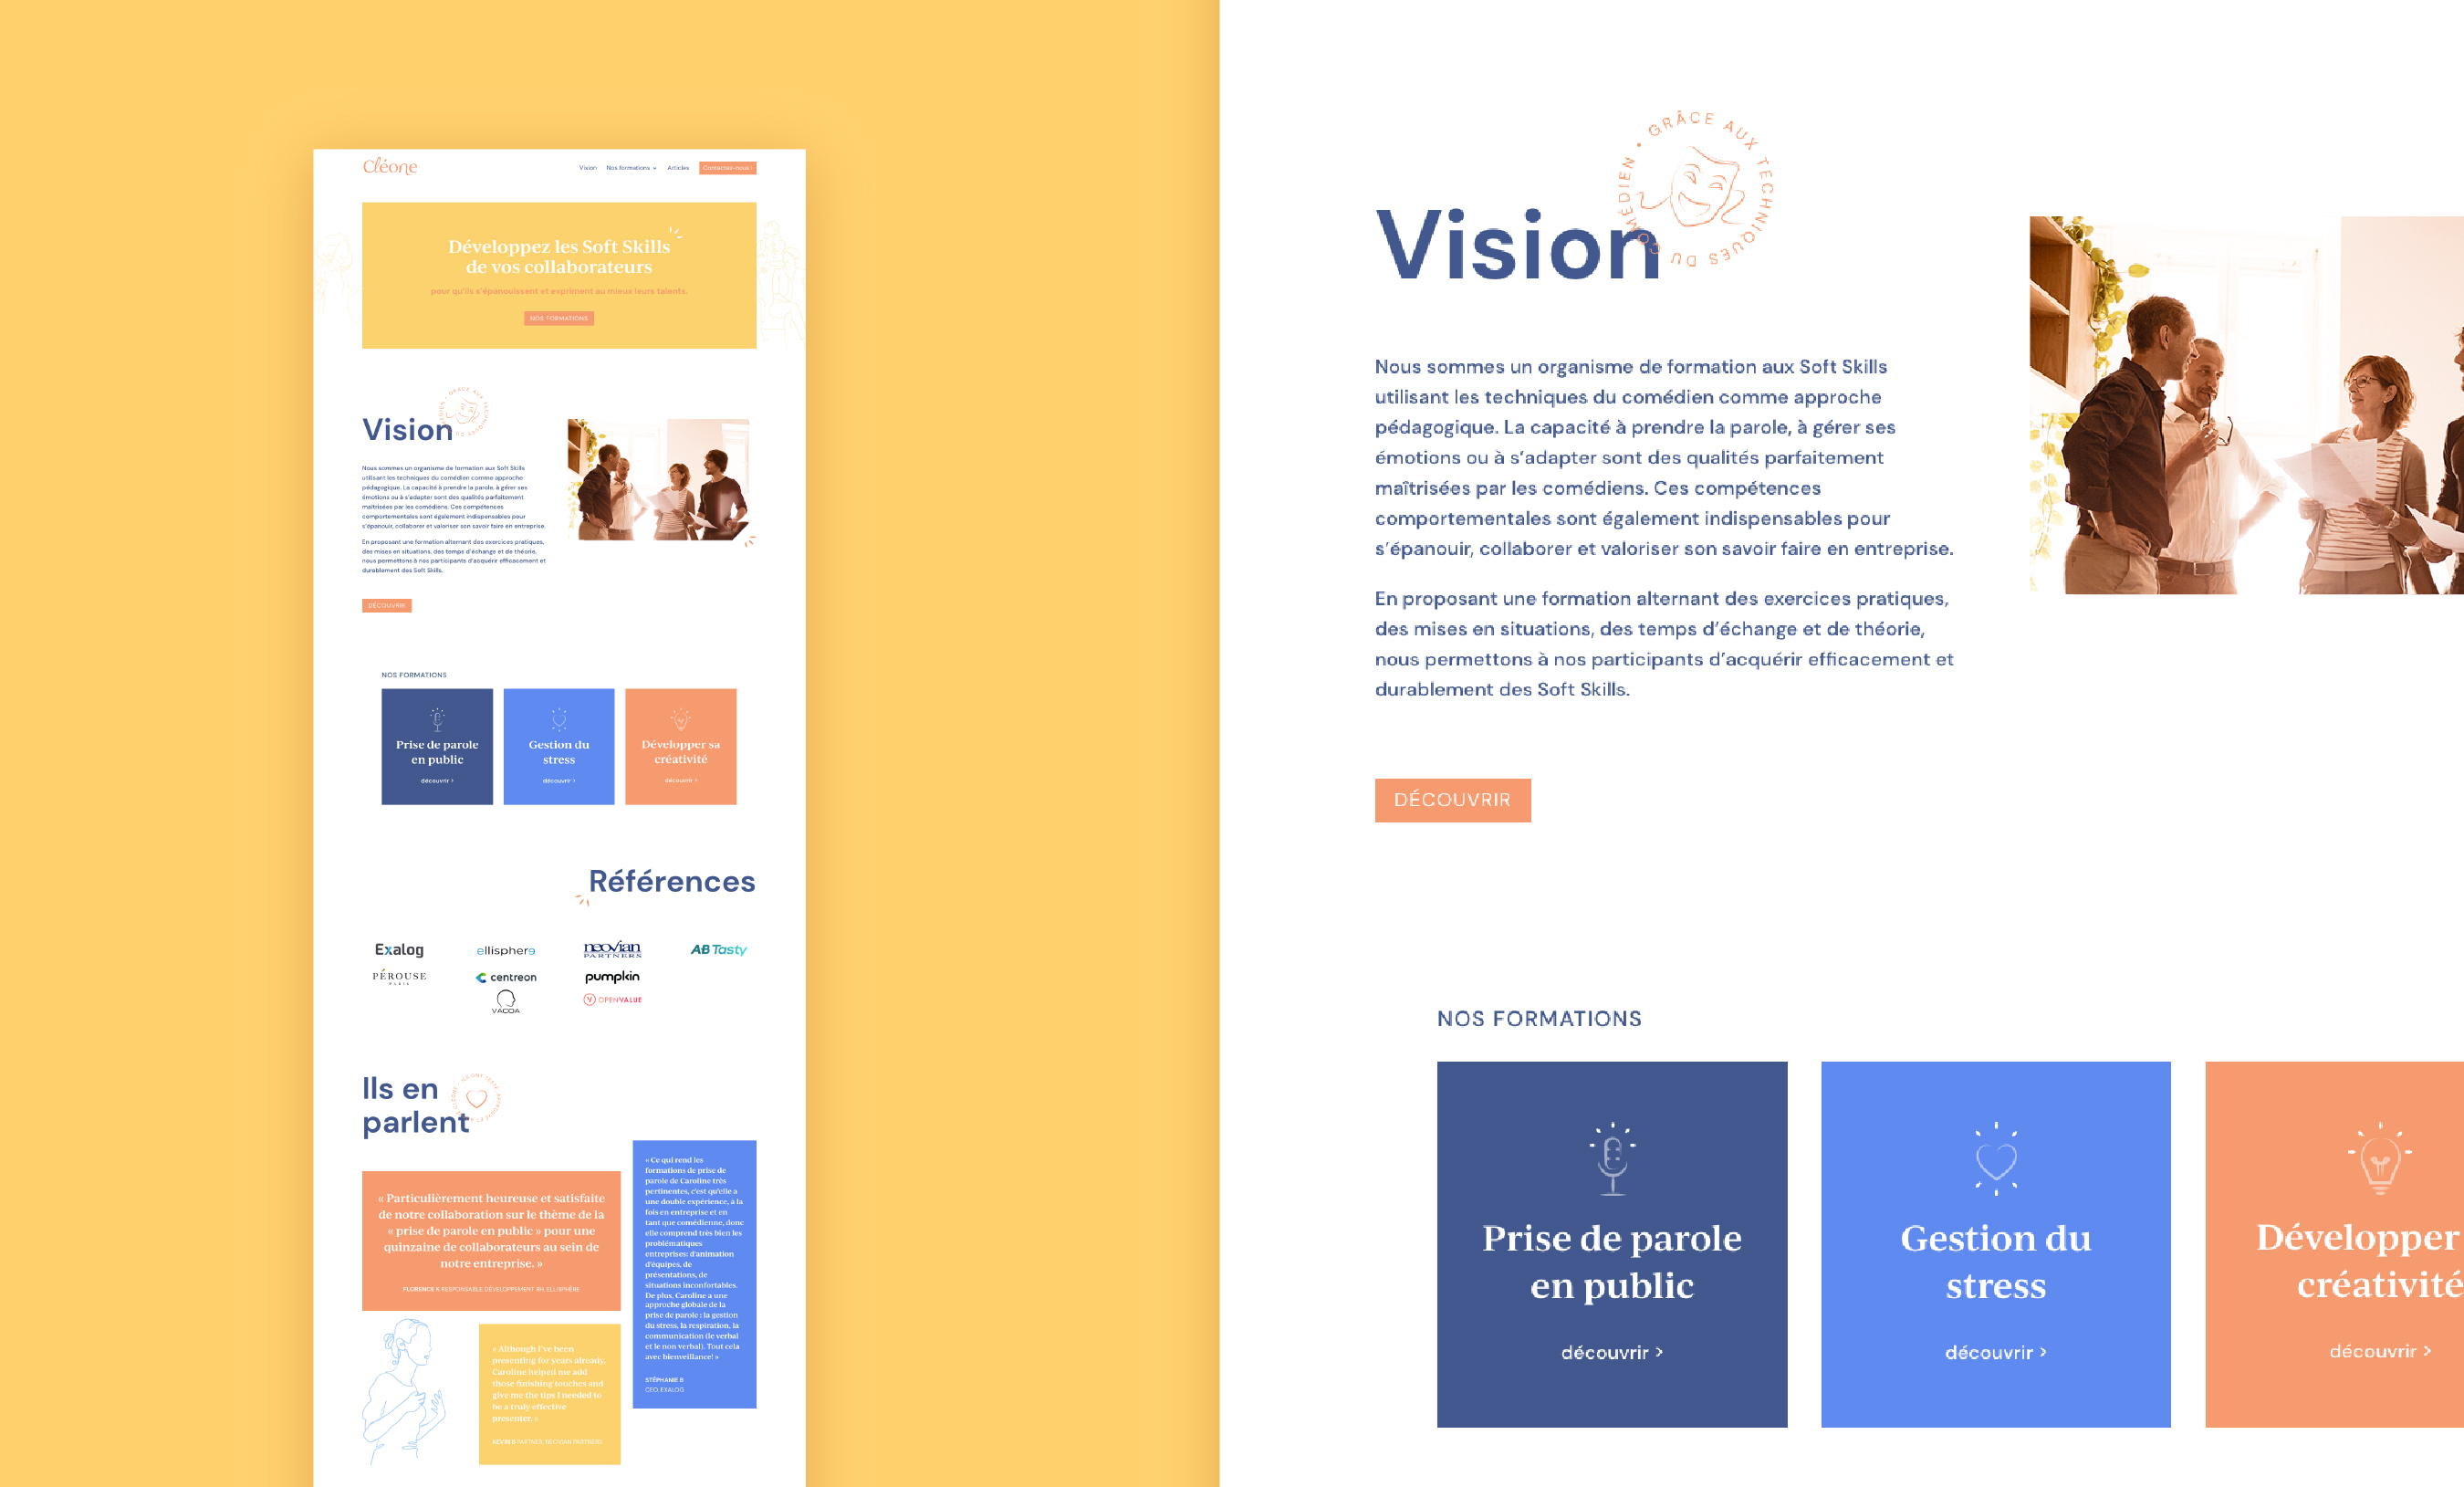 Cléone
Vision Nos formations Articles Contactez-nous !
Développez les Soft Skills
de vos collaborateurs
pour qu'ils s'épanouissent et expriment au mieux leurs talents.
NOS FORMATIONS
GRÂCE AUX TECHNIQUES DU COMÉDIEN •
Vision
Nous sommes un organisme de formation aux Soft Skills
utilisant les techniques du comédien comme approche
pédagogique. La capacité à prendre la parole, à gérer ses
émotions ou à s'adapter sont des qualités parfaitement
maîtrisées par les comédiens. Ces compétences
comportementales sont également indispensables pour
s'épanouir, collaborer et valoriser son savoir faire en entreprise.
En proposant une formation alternant des exercices pratiques,
des mises en situations, des temps d'échange et de théorie,
nous permettons à nos participants d'acquérir efficacement et
durablement des Soft Skills.
DÉCOUVRIR
NOS FORMATIONS
Prise de parole
en public
découvrir >
Gestion du
stress
découvrir >
Développer sa
créativité
découvrir >
Références
Exalog
ellisphere
neovian
PARTNERS
AB Tasty
PÉROUSE
PARIS
centreon
pumpkin
VACOA
OPENVALUE
Ils en
parlent
« Particulièrement heureuse et satisfaite
de notre collaboration sur le thème de la
« prise de parole en public » pour une
quinzaine de collaborateurs au sein de
notre entreprise. »
FLORENCE K RESPONSABLE DÉVELOPPEMENT RH, ELLISPHÈRE
« Ce qui rend les
formations de prise de
parole de Caroline très
pertinentes, c'est qu'elle a
une double expérience, à la
fois en entreprise et en
tant que comédienne, donc
elle comprend très bien les
problématiques
entreprises: d'animation
d'équipes, de
présentations, de
situations inconfortables.
De plus, Caroline a une
approche globale de la
prise de parole : la gestion
du stress, la respiration, la
communication (le verbal
et le non verbal). Tout cela
avec bienveillance! »
STÉPHANIE B
CEO, EXALOG
« Although I've been
presenting for years already,
Caroline helped me add
those finishing touches and
give me the tips I needed to
be a truly effective
presenter. »
KEVIN B PARTNER, NEOVIAN PARTNERS
GRÂCE AUX TECHNIQUES DU COMÉDIEN •
Vision
Nous sommes un organisme de formation aux Soft Skills
utilisant les techniques du comédien comme approche
pédagogique. La capacité à prendre la parole, à gérer ses
émotions ou à s'adapter sont des qualités parfaitement
maîtrisées par les comédiens. Ces compétences
comportementales sont également indispensables pour
s'épanouir, collaborer et valoriser son savoir faire en entreprise.
En proposant une formation alternant des exercices pratiques,
des mises en situations, des temps d'échange et de théorie,
nous permettons à nos participants d'acquérir efficacement et
durablement des Soft Skills.
DÉCOUVRIR
NOS FORMATIONS
Prise de parole
en public
découvrir >
Gestion du
stress
découvrir >
Développer
créativité
découvrir >